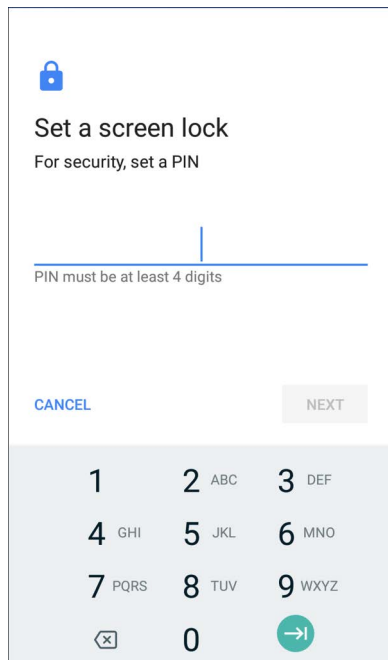 Set a screen lock
For security, set a PIN
PIN must be at least 4 digits
CANCEL NEXT
1 2 ABC 3 DEF
4 GHI 5 JKL 6 MNO
7 PQRS 8 TUV 9 WXYZ
0